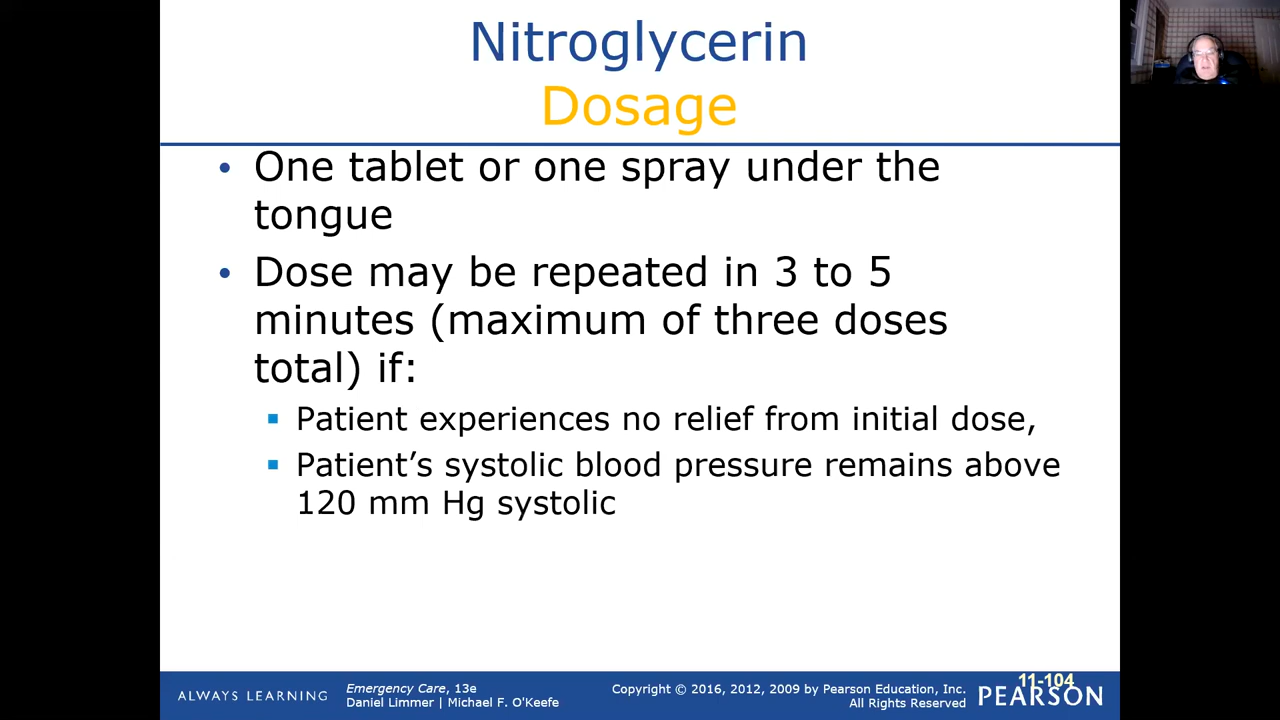 Nitroglycerin
Dosage
• One tablet or one spray under the
tongue
• Dose may be repeated in 3 to 5
minutes (maximum of three doses
total) if:
▪ Patient experiences no relief from initial dose,
▪ Patient’s systolic blood pressure remains above
120 mm Hg systolic
ALWAYS LEARNING
Emergency Care, 13e
Daniel Limmer | Michael F. O'Keefe
Copyright © 2016, 2012, 2009 by Pearson Education, Inc.
All Rights Reserved
11-104
PEARSON